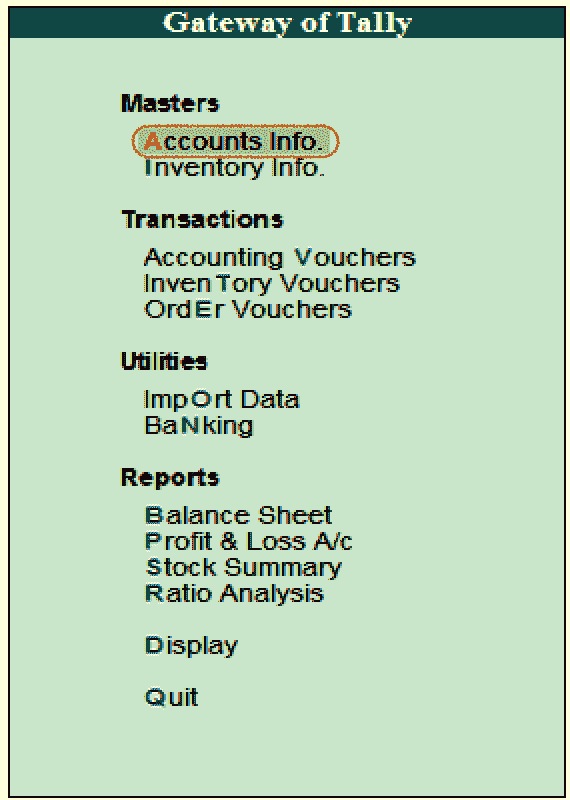 Gateway of Tally
Masters
Accounts Info.
Inventory Info.
Transactions
Accounting Vouchers
InvenTory Vouchers
OrdEr Vouchers
Utilities
ImpOrt Data
BaNking
Reports
Balance Sheet
Profit & Loss A/c
Stock Summary
Ratio Analysis
Display
Quit